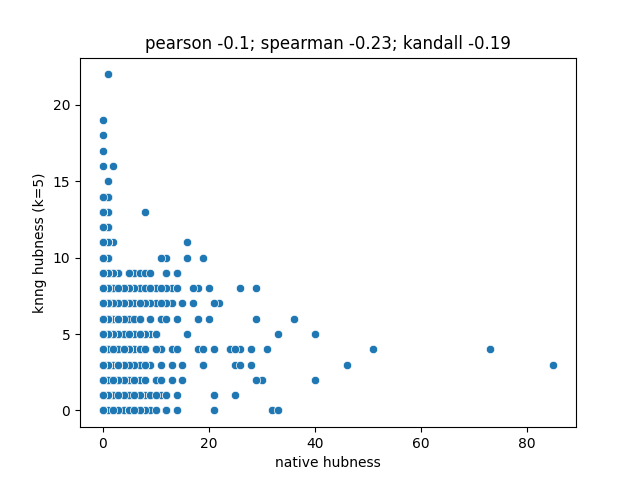 pearson -0.1; spearman -0.23; kandall -0.19
20
15
10
5
0
knng hubness (k=5)
0 20 40 60 80
native hubness